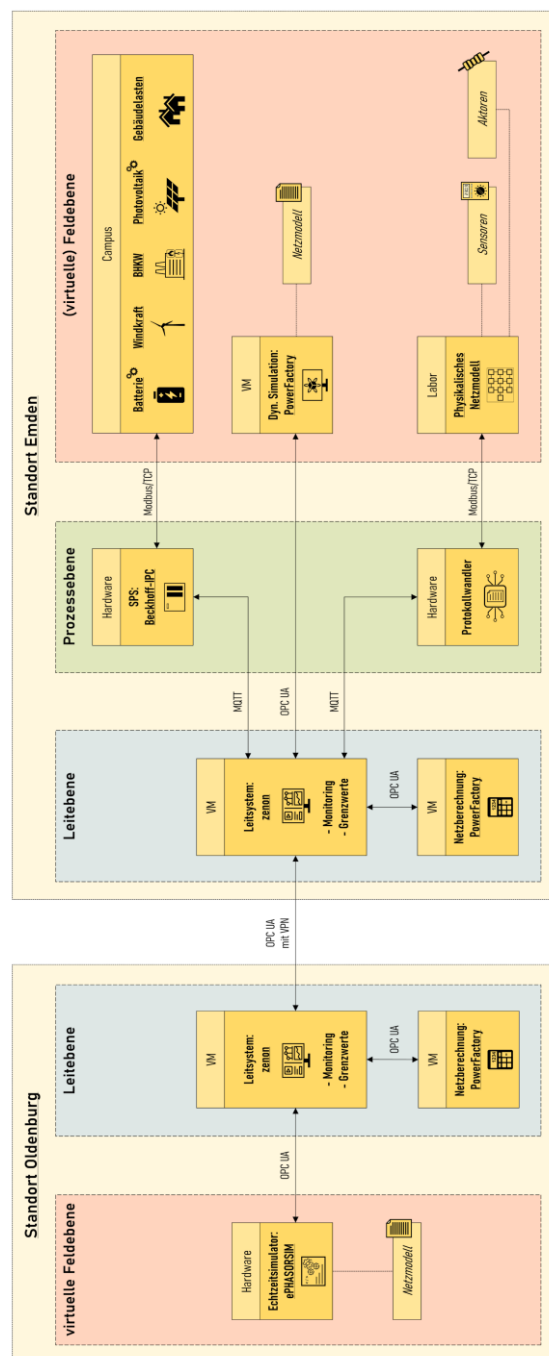 Standort Oldenburg
virtuelle Feldebene
Hardware
Echtzeitsimulator:
ePHASORSIM
Netzmodell
OPC UA
Leitebene
VM
Leitsystem:
zenon
- Monitoring
- Grenzwerte
OPC UA
VM
Netzberechnung:
PowerFactory
OPC UA
mit VPN
Standort Emden
Leitebene
VM
Leitsystem:
zenon
- Monitoring
- Grenzwerte
OPC UA
VM
Netzberechnung:
PowerFactory
MQTT
OPC UA
MQTT
Prozessebene
Hardware
SPS:
Beckhoff-IPC
Hardware
Protokollwandler
Modbus/TCP
Modbus/TCP
(virtuelle) Feldebene
Campus
Batterie
Windkraft
BHKW
Photovoltaik
Gebäudelasten
VM
Dyn. Simulation:
PowerFactory
Netzmodell
Labor
Physikalisches
Netzmodell
Sensoren
Aktoren